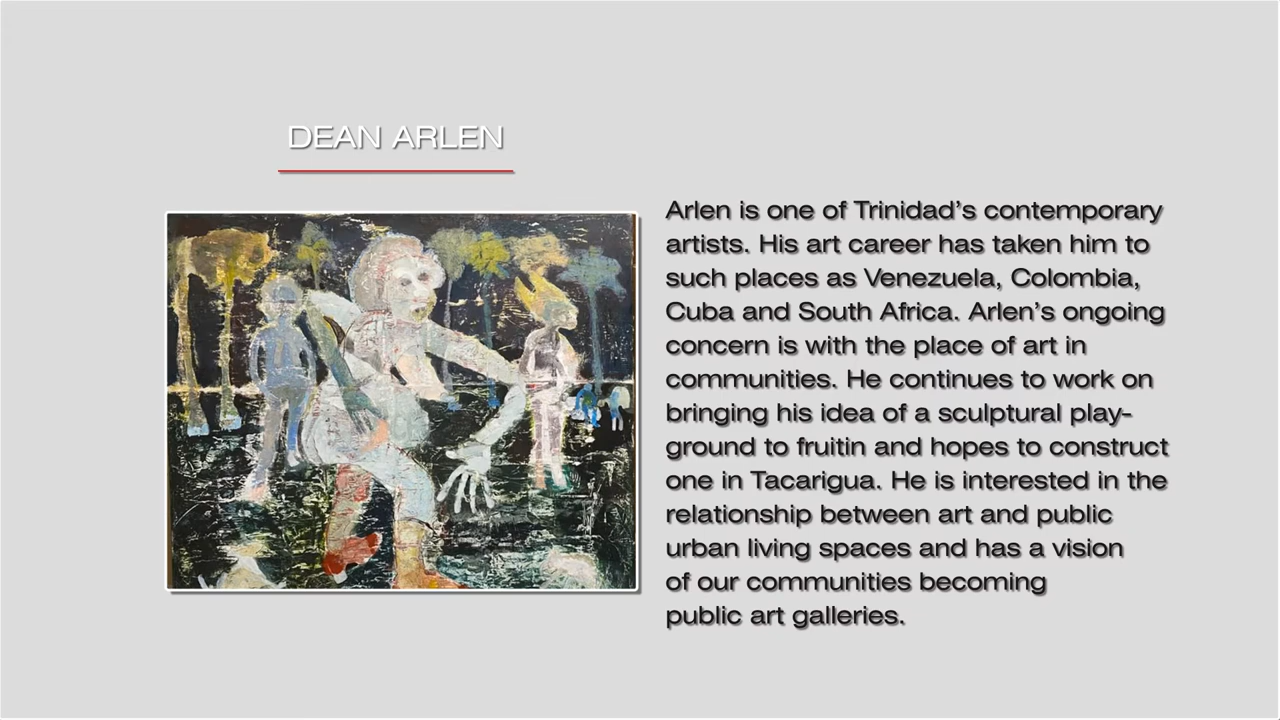 DEAN ARLEN
Arlen is one of Trinidad's contemporary
artists. His art career has taken him to
such places as Venezuela, Colombia,
Cuba and South Africa. Arlen's ongoing
concern is with the place of art in
communities. He continues to work on
bringing his idea of a sculptural play-
ground to fruitin and hopes to construct
one in Tacarigua. He is interested in the
relationship between art and public
urban living spaces and has a vision
of our communities becoming
public art galleries.